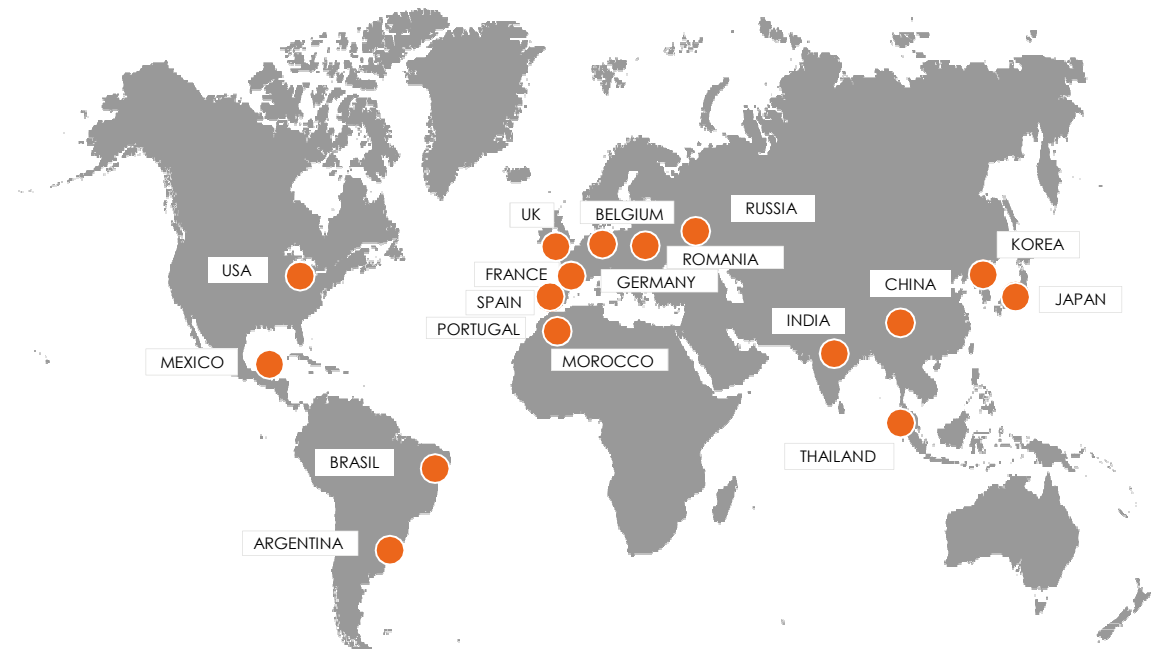 RUSSIA
UK
BELGIUM
KOREA
ROMANIA
USA
FRANCE
GERMANY
CHINA
SPAIN
JAPAN
INDIA
PORTUGAL
MOROCCO
MEXICO
THAILAND
BRASIL
ARGENTINA